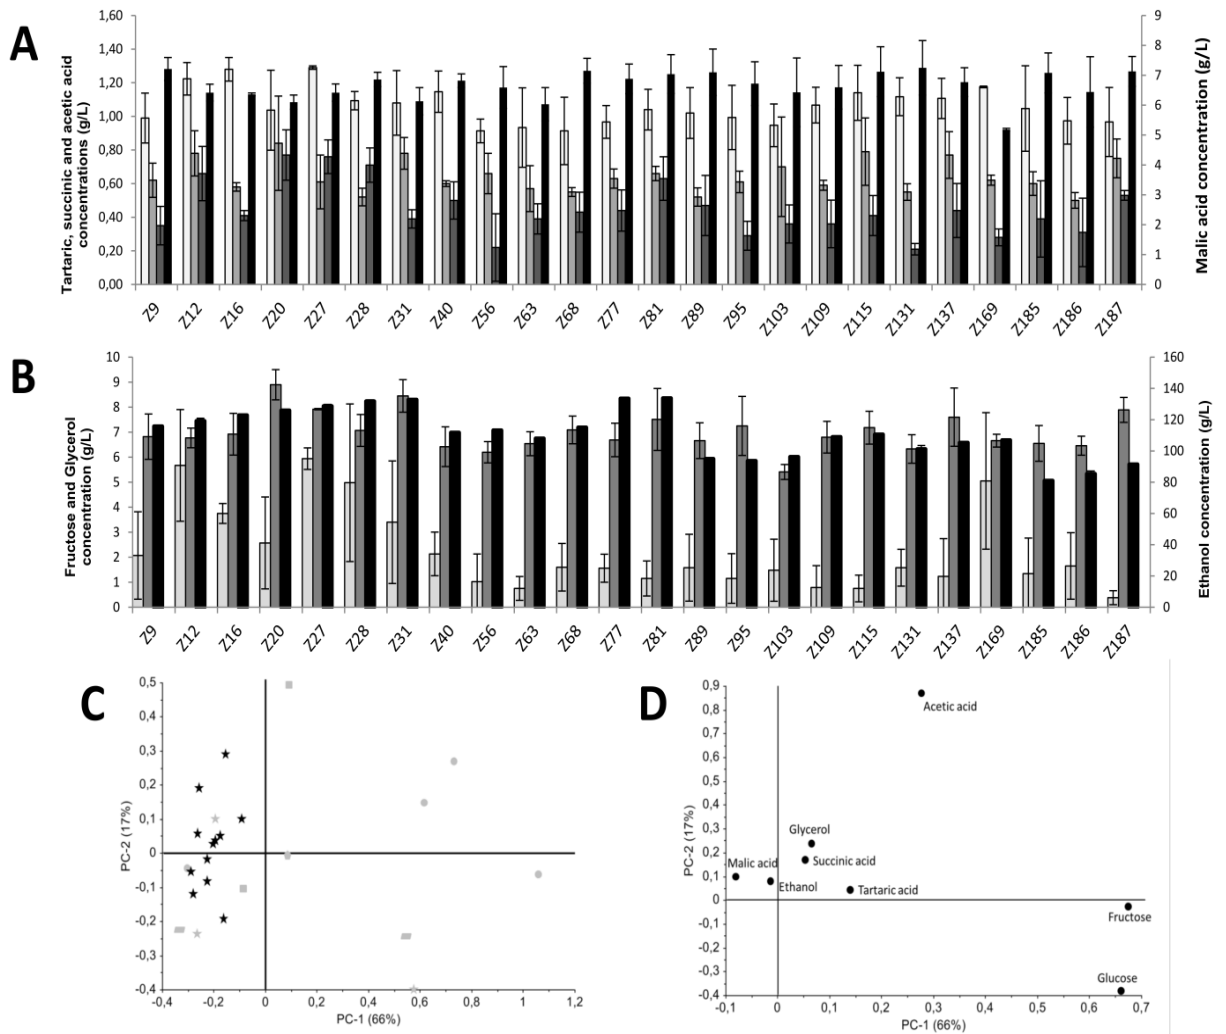 A
Tartaric, succinic and acetic acid
concentrations (g/L)
1,60
1,40
1,20
1,00
0,80
0,60
0,40
0,20
0,00
9
8
7
6
5
4
3
2
1
0
Malic acid concentration (g/L)
Z9 Z12 Z16 Z20 Z27 Z28 Z31 Z40 Z56 Z63 Z68 Z77 Z81 Z89 Z95 Z103 Z109 Z115 Z131 Z137 Z169 Z185 Z186 Z187
B
Fructose and Glycerol
concentration (g/L)
10
9
8
7
6
5
4
3
2
1
0
160
140
120
100
80
60
40
20
0
Ethanol concentration (g/L)
Z9 Z12 Z16 Z20 Z27 Z28 Z31 Z40 Z56 Z63 Z68 Z77 Z81 Z89 Z95 Z103 Z109 Z115 Z131 Z137 Z169 Z185 Z186 Z187
C
PC-2 (17%)
0,5
0,3
0,2
0,1
0
-0,1
-0,2
-0,3
-0,4
-0,4 -0,2 0 0,2 0,4 0,6 0,8 1 1,2
PC-1 (66%)
D
PC-2 (17%)
0,9
0,8
0,7
0,6
0,5
0,4
0,3
0,2
0,1
0
-0,1
-0,2
-0,3
-0,4
Acetic acid
Glycerol
Succinic acid
Malic acid
Ethanol
Tartaric acid
Fructose
Glucose
-0,1 0 0,1 0,2 0,3 0,4 0,5 0,6 0,7
PC-1 (66%)